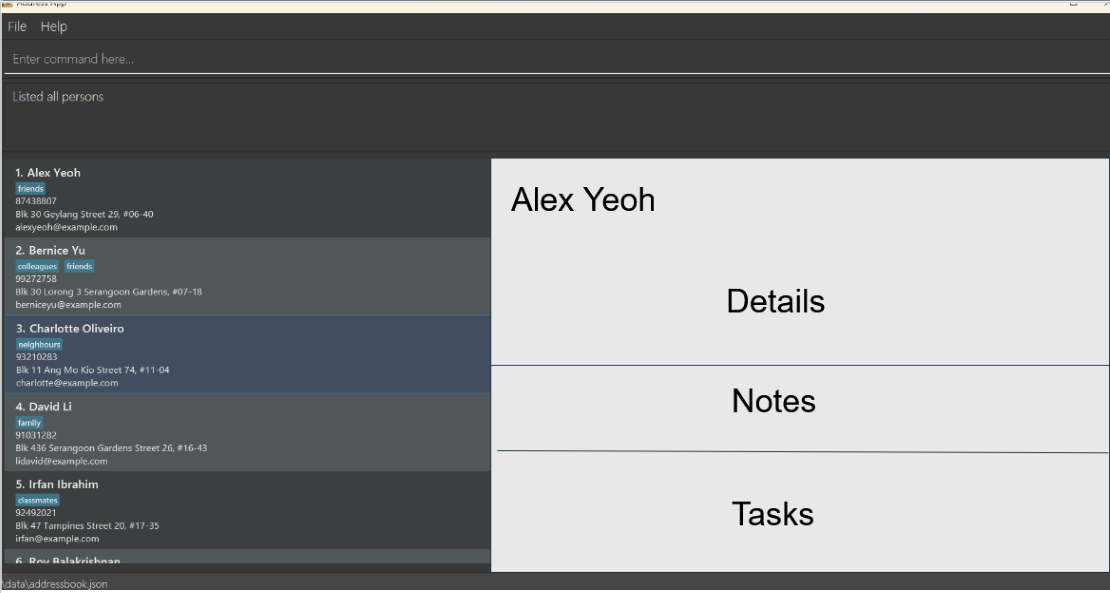 Address App
File Help
Enter command here...
Listed all persons
1. Alex Yeoh
friends
87438807
Blk 30 Geylang Street 29, #06-40
alexyeoh@example.com
2. Bernice Yu
colleagues friends
99272758
Blk 30 Lorong 3 Serangoon Gardens, #07-18
berniceyu@example.com
3. Charlotte Oliveiro
neighbours
93210283
Blk 11 Ang Mo Kio Street 74, #11-04
charlotte@example.com
4. David Li
family
91031282
Blk 436 Serangoon Gardens Street 26, #16-43
lidavid@example.com
5. Irfan Ibrahim
classmates
92492021
Blk 47 Tampines Street 20, #17-35
irfan@example.com
6. Roy Balakrishnan
Alex Yeoh
Details
Notes
Tasks
\data\addressbook.json